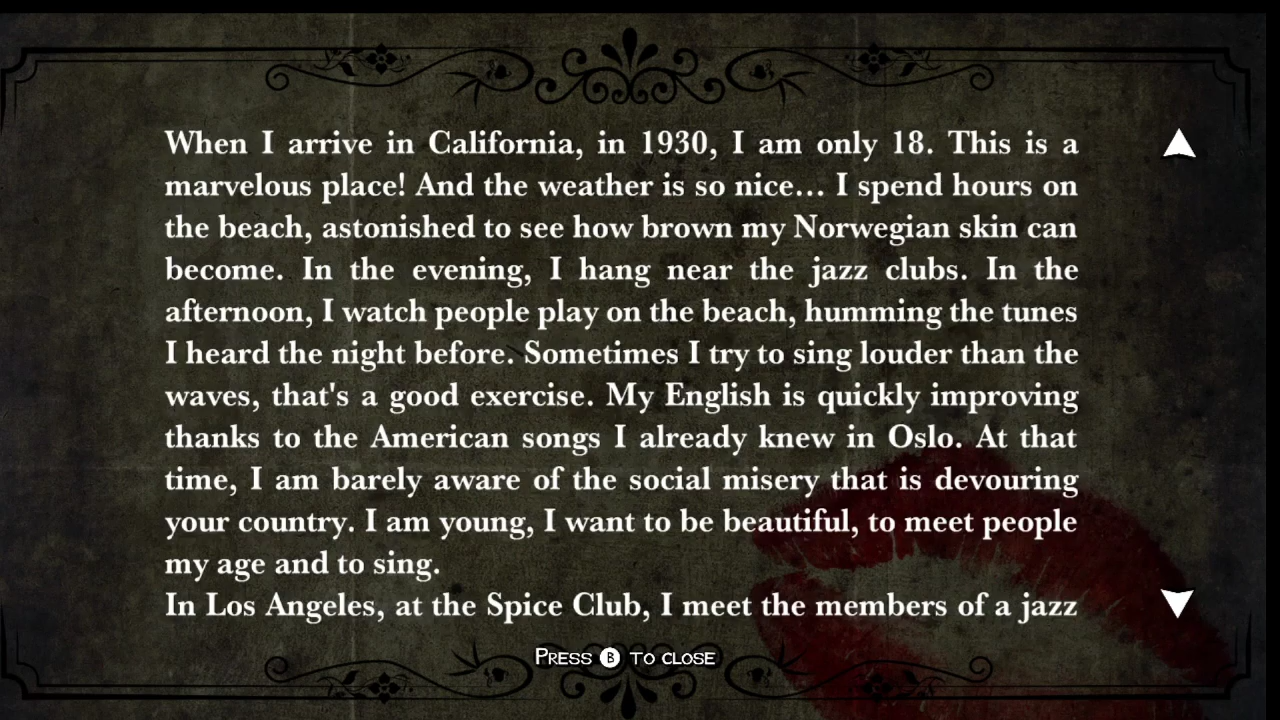 When I arrive in California, in 1930, I am only 18. This is a
marvelous place! And the weather is so nice... I spend hours on
the beach, astonished to see how brown my Norwegian skin can
become. In the evening, I hang near the jazz clubs. In the
afternoon, I watch people play on the beach, humming the tunes
I heard the night before. Sometimes I try to sing louder than the
waves, that's a good exercise. My English is quickly improving
thanks to the American songs I already knew in Oslo. At that
time, I am barely aware of the social misery that is devouring
your country. I am young, I want to be beautiful, to meet people
my age and to sing.
In Los Angeles, at the Spice Club, I meet the members of a jazz
PRESS B TO CLOSE